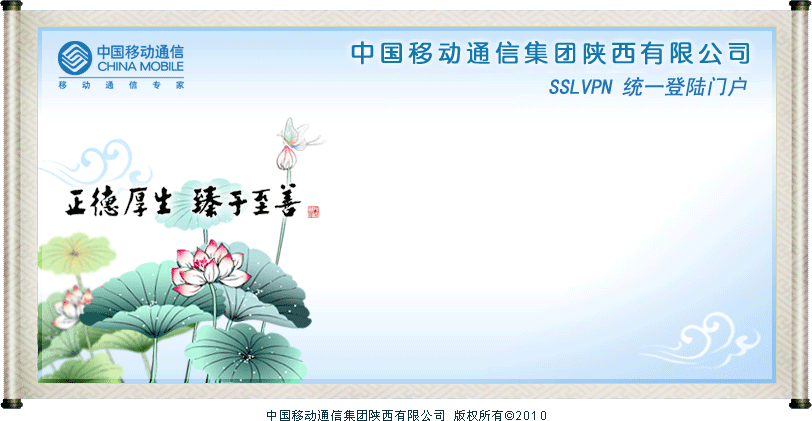 中国移动通信
CHINA MOBILE
移动通信专家
中国移动通信集团陕西有限公司
SSLVPN 统一登陆门户
正德厚生 臻于至善
中国移动通信集团陕西有限公司 版权所有©2010